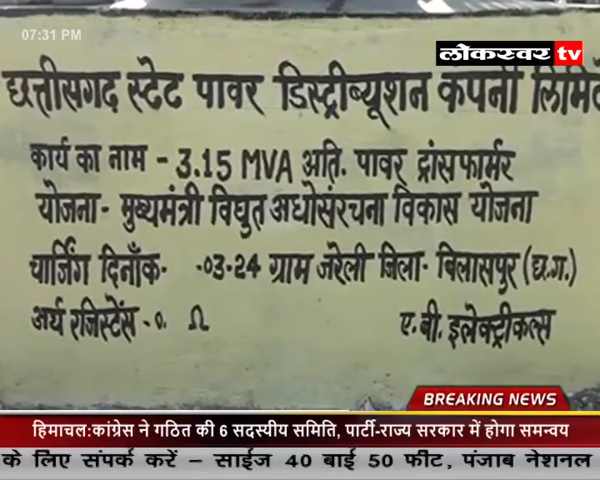 07:31 PM
लोकस्वर tv
छत्तीसगढ़ स्टेट पावर डिस्ट्रीब्यूशन कंपनी
कार्य का नाम - 3.15 MVA अति. पावर ट्रांसफार्मर
योजना - मुख्यमंत्री विद्युत अधोसंरचना विकास योजना
चार्जिंग दिनाँक- -03-24 ग्राम जरेली जिला- बिलासपुर (छ.ग.)
अर्थ रजिस्टेंस - 0. Ω ए. बी. इलेक्ट्रीकल्स
BREAKING NEWS
हिमाचल:कांग्रेस ने गठित की 6 सदस्यीय समिति, पार्टी-राज्य सरकार में होगा समन्वय
के लिए संपर्क करें – साईज 40 बाई 50 फीट, पंजाब नेशनल